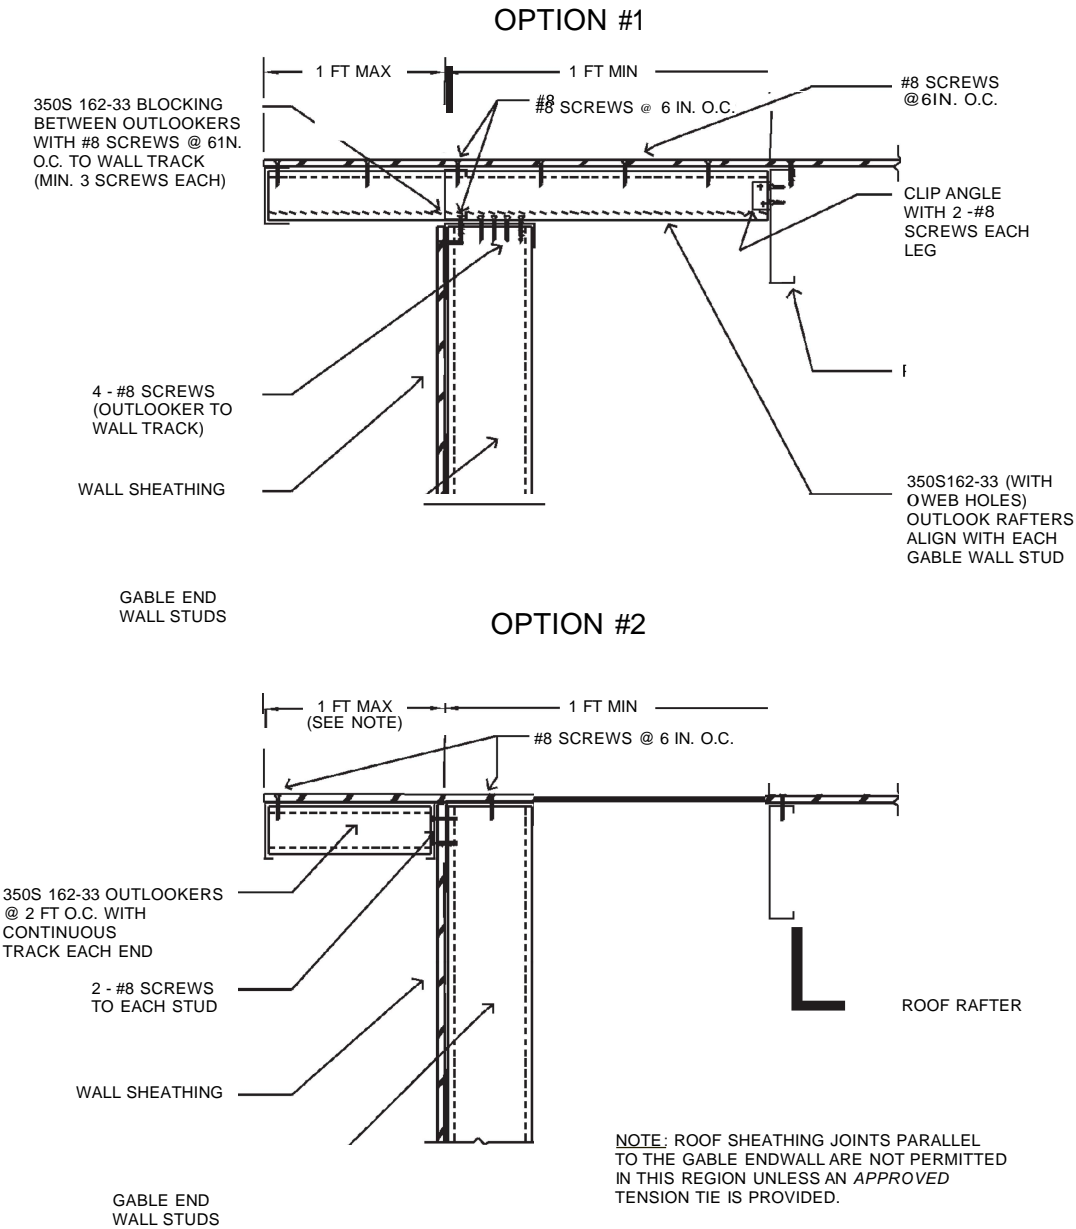 OPTION #1
1 FT MAX
1 FT MIN
350S 162-33 BLOCKING
BETWEEN OUTLOOKERS
WITH #8 SCREWS @ 61N.
O.C. TO WALL TRACK
(MIN. 3 SCREWS EACH)
#8
#8 SCREWS @ 6 IN. O.C.
#8 SCREWS
@6IN. O.C.
CLIP ANGLE
WITH 2 -#8
SCREWS EACH
LEG
4 - #8 SCREWS
(OUTLOOKER TO
WALL TRACK)
WALL SHEATHING
350S162-33 (WITH
OWEB HOLES)
OUTLOOK RAFTERS
ALIGN WITH EACH
GABLE WALL STUD
GABLE END
WALL STUDS
OPTION #2
1 FT MAX
(SEE NOTE)
1 FT MIN
#8 SCREWS @ 6 IN. O.C.
350S 162-33 OUTLOOKERS
@ 2 FT O.C. WITH
CONTINUOUS
TRACK EACH END
2 - #8 SCREWS
TO EACH STUD
ROOF RAFTER
WALL SHEATHING
NOTE: ROOF SHEATHING JOINTS PARALLEL
TO THE GABLE ENDWALL ARE NOT PERMITTED
IN THIS REGION UNLESS AN APPROVED
TENSION TIE IS PROVIDED.
GABLE END
WALL STUDS